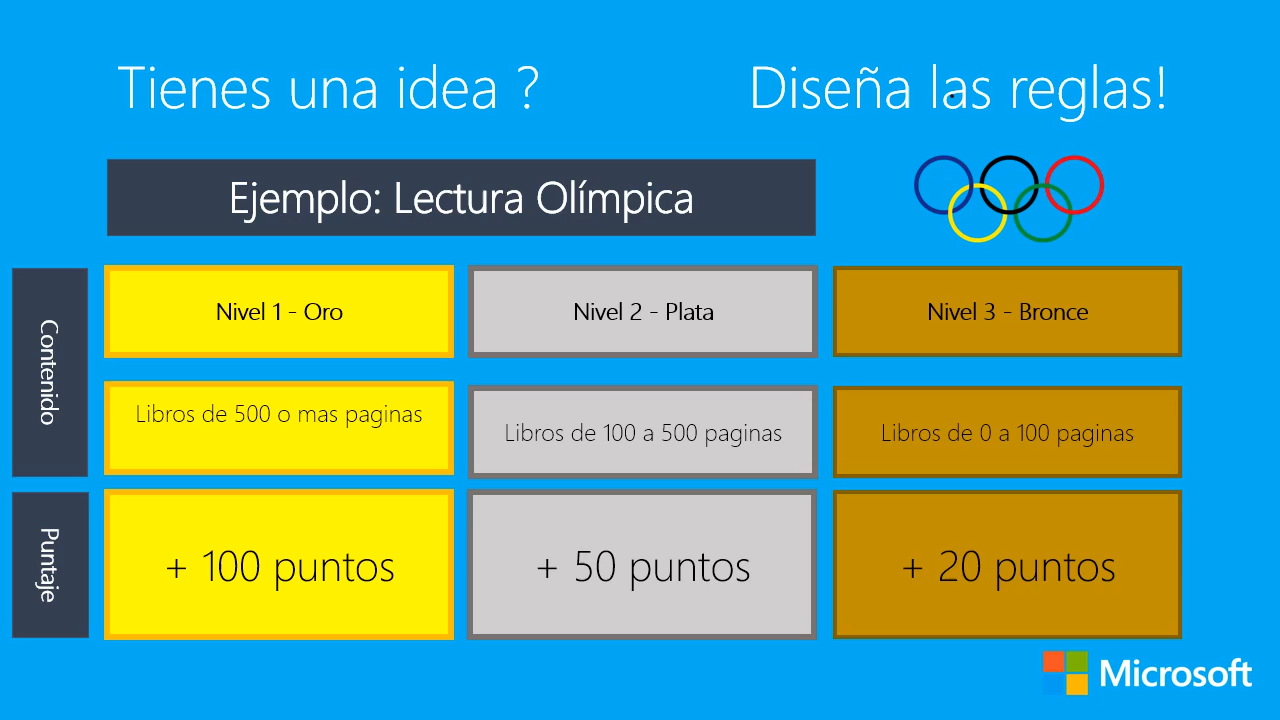 Tienes una idea ?
Diseña las reglas!
Ejemplo: Lectura Olímpica
Contenido
Nivel 1 - Oro
Nivel 2 - Plata
Nivel 3 - Bronce
Libros de 500 o mas paginas
Libros de 100 a 500 paginas
Libros de 0 a 100 paginas
Puntaje
+ 100 puntos
+ 50 puntos
+ 20 puntos
Microsoft